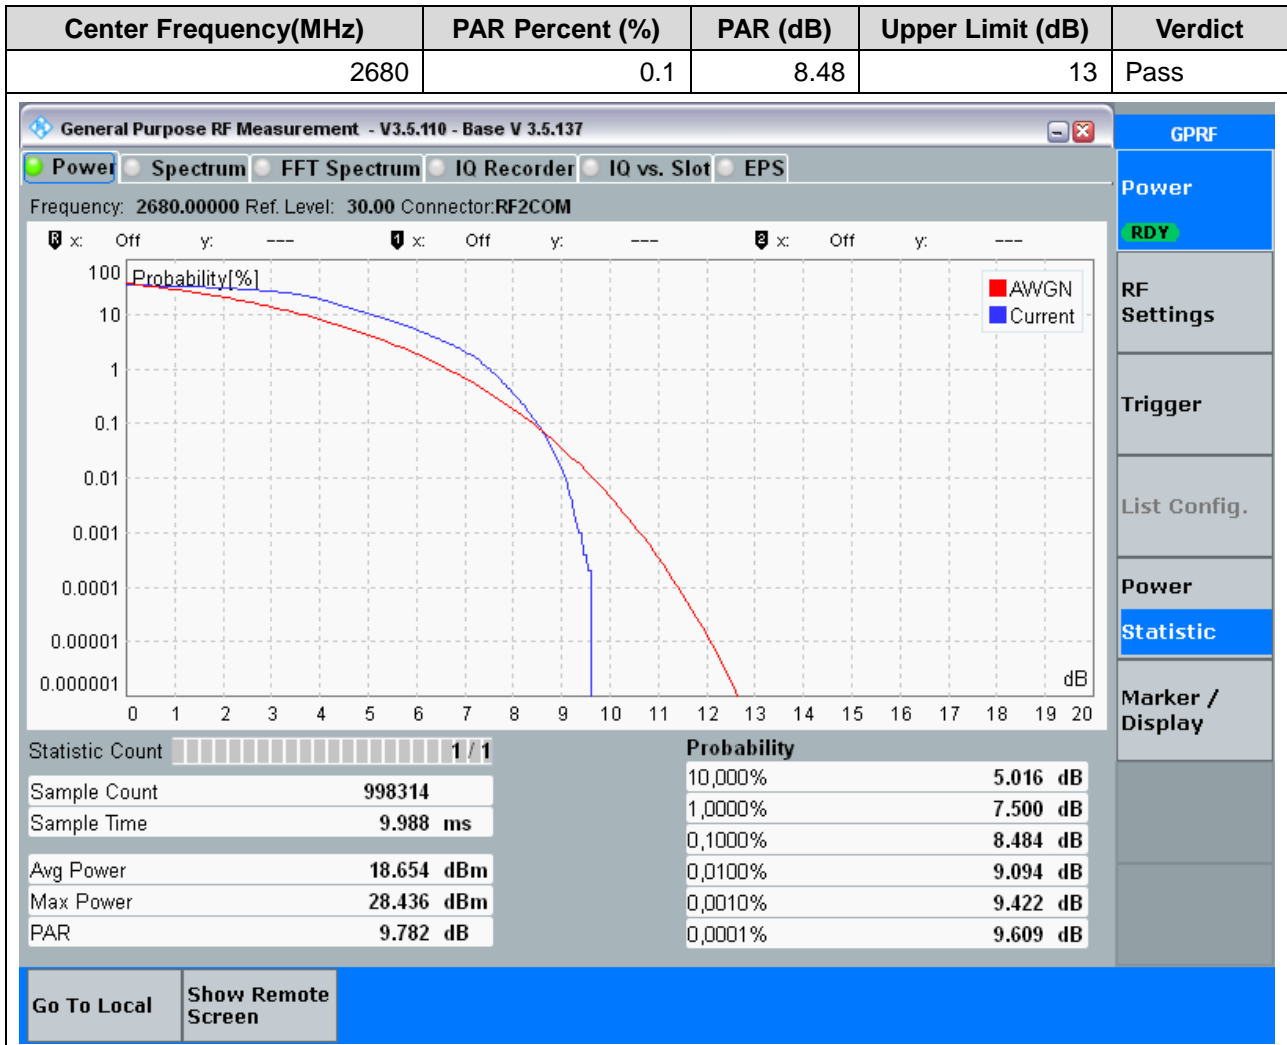 Center Frequency(MHz) PAR Percent (%) PAR (dB) Upper Limit (dB) Verdict
2680 0.1 8.48 13 Pass
General Purpose RF Measurement - V3.5.110 - Base V 3.5.137
GPRF
Power Spectrum FFT Spectrum IQ Recorder IQ vs. Slot EPS
Power
RDY
Frequency: 2680.00000 Ref. Level: 30.00 Connector:RF2COM
R x: Off y: --- 1 x: Off y: --- 2 x: Off y: ---
Probability[%]
AWGN
Current
100
10
1
0.1
0.01
0.001
0.0001
0.00001
0.000001
dB
0 1 2 3 4 5 6 7 8 9 10 11 12 13 14 15 16 17 18 19 20
RF
Settings
Trigger
List Config.
Power
Statistic
Marker /
Display
Statistic Count 1 / 1
Sample Count 998314
Sample Time 9.988 ms
Avg Power 18.654 dBm
Max Power 28.436 dBm
PAR 9.782 dB
Probability
10,000% 5.016 dB
1,0000% 7.500 dB
0,1000% 8.484 dB
0,0100% 9.094 dB
0,0010% 9.422 dB
0,0001% 9.609 dB
Go To Local
Show Remote
Screen